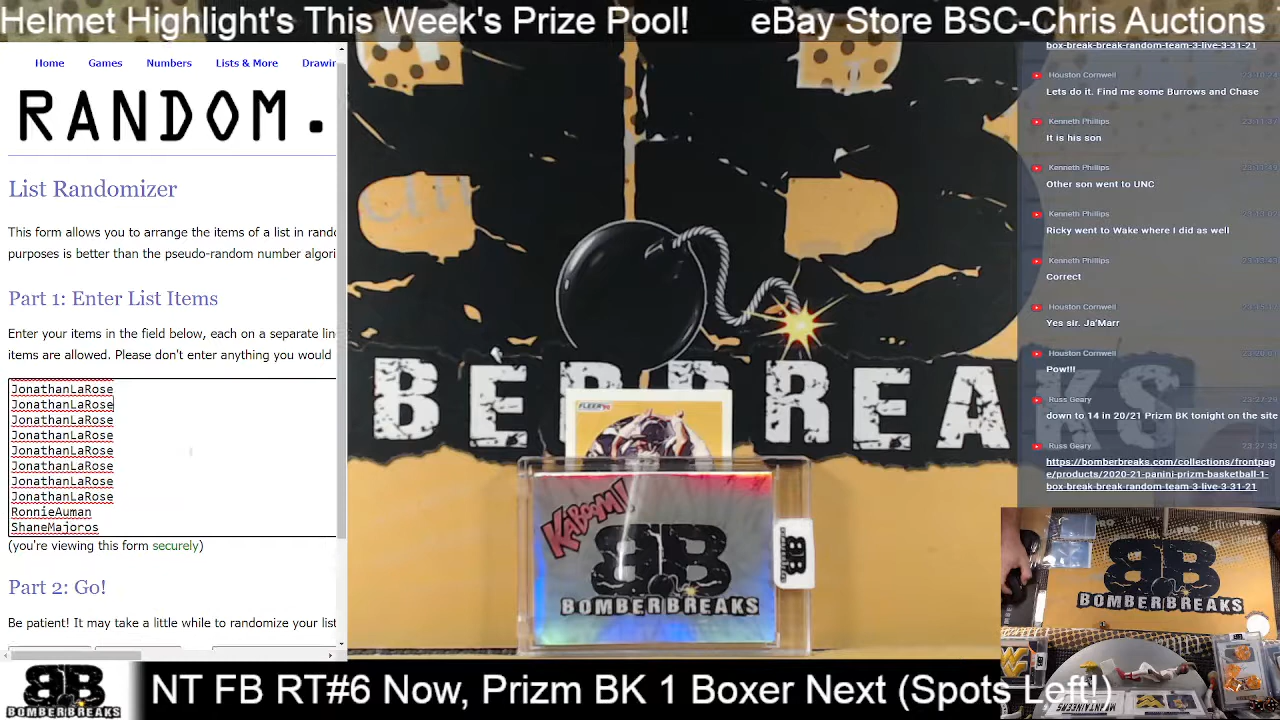 Helmet Highlight's This Week's Prize Pool!
eBay Store BSC-Chris Auctions
Home
Games
Numbers
Lists & More
RANDOM.
List Randomizer
This form allows you to arrange the items of a list in
purposes is better than the pseudo-random number
Part 1: Enter List Items
Enter your items in the field below, each on a separate
items are allowed. Please don't enter anything you would
JonathanLaRose
JonathanLaRose
JonathanLaRose
JonathanLaRose
JonathanLaRose
JonathanLaRose
JonathanLaRose
JonathanLaRose
RonnieAuman
ShaneMajoros
(you're viewing this form securely)
Part 2: Go!
Be patient! It may take a little while to randomize your list
FLEER
KABOOM!
BB
BOMBERBREAKS
box-break-break-random-team-3-live-3-31-21
Houston Cornwell
Lets do it. Find me some Burrows and Chase
Kenneth Phillips
It is his son
Kenneth Phillips
Other son went to UNC
Kenneth Phillips
Ricky went to Wake where I did as well
Kenneth Phillips
Correct
Houston Cornwell
Yes sir. Ja'Marr
Houston Cornwell
Pow!!!
Russ Geary
down to 14 in 20/21 Prizm BK tonight on the site
Russ Geary
https://bomberbreaks.com/collections/frontpag
e/products/2020-21-panini-prizm-basketball-1-
box-break-break-random-team-3-live-3-31-21
BB
BOMBERBREAKS
BB
BOMBERBREAKS
NT FB RT#6 Now, Prizm BK 1 Boxer Next (Spots Left!)